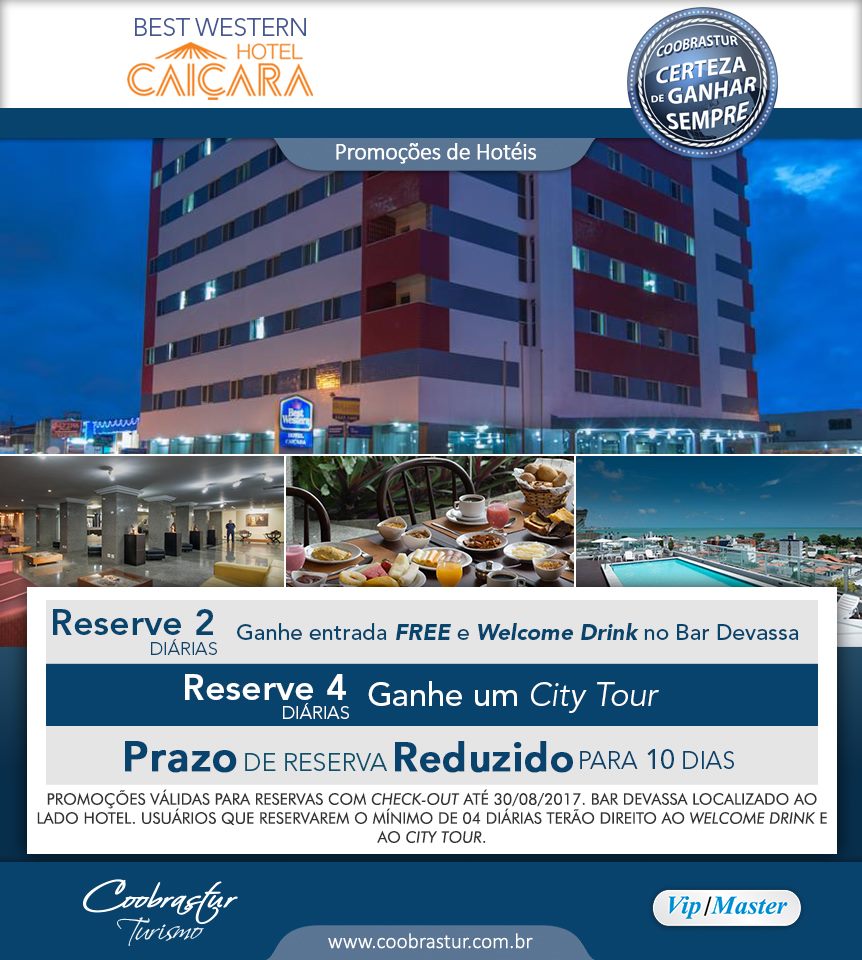 BEST WESTERN
HOTEL
CAIÇARA
COOBRASTUR
CERTEZA
DE GANHAR
SEMPRE
Promoções de Hotéis
Best
Western
HOTEL
CAIÇARA
Reserve 2
DIÁRIAS
Ganhe entrada FREE e Welcome Drink no Bar Devassa
Reserve 4
DIÁRIAS
Ganhe um City Tour
Prazo DE RESERVA Reduzido PARA 10 DIAS
PROMOÇÕES VÁLIDAS PARA RESERVAS COM CHECK-OUT ATÉ 30/08/2017. BAR DEVASSA LOCALIZADO AO
LADO HOTEL. USUÁRIOS QUE RESERVAREM O MÍNIMO DE 04 DIÁRIAS TERÃO DIREITO AO WELCOME DRINK E
AO CITY TOUR.
Coobrastur
Turismo
Vip/Master
www.coobrastur.com.br